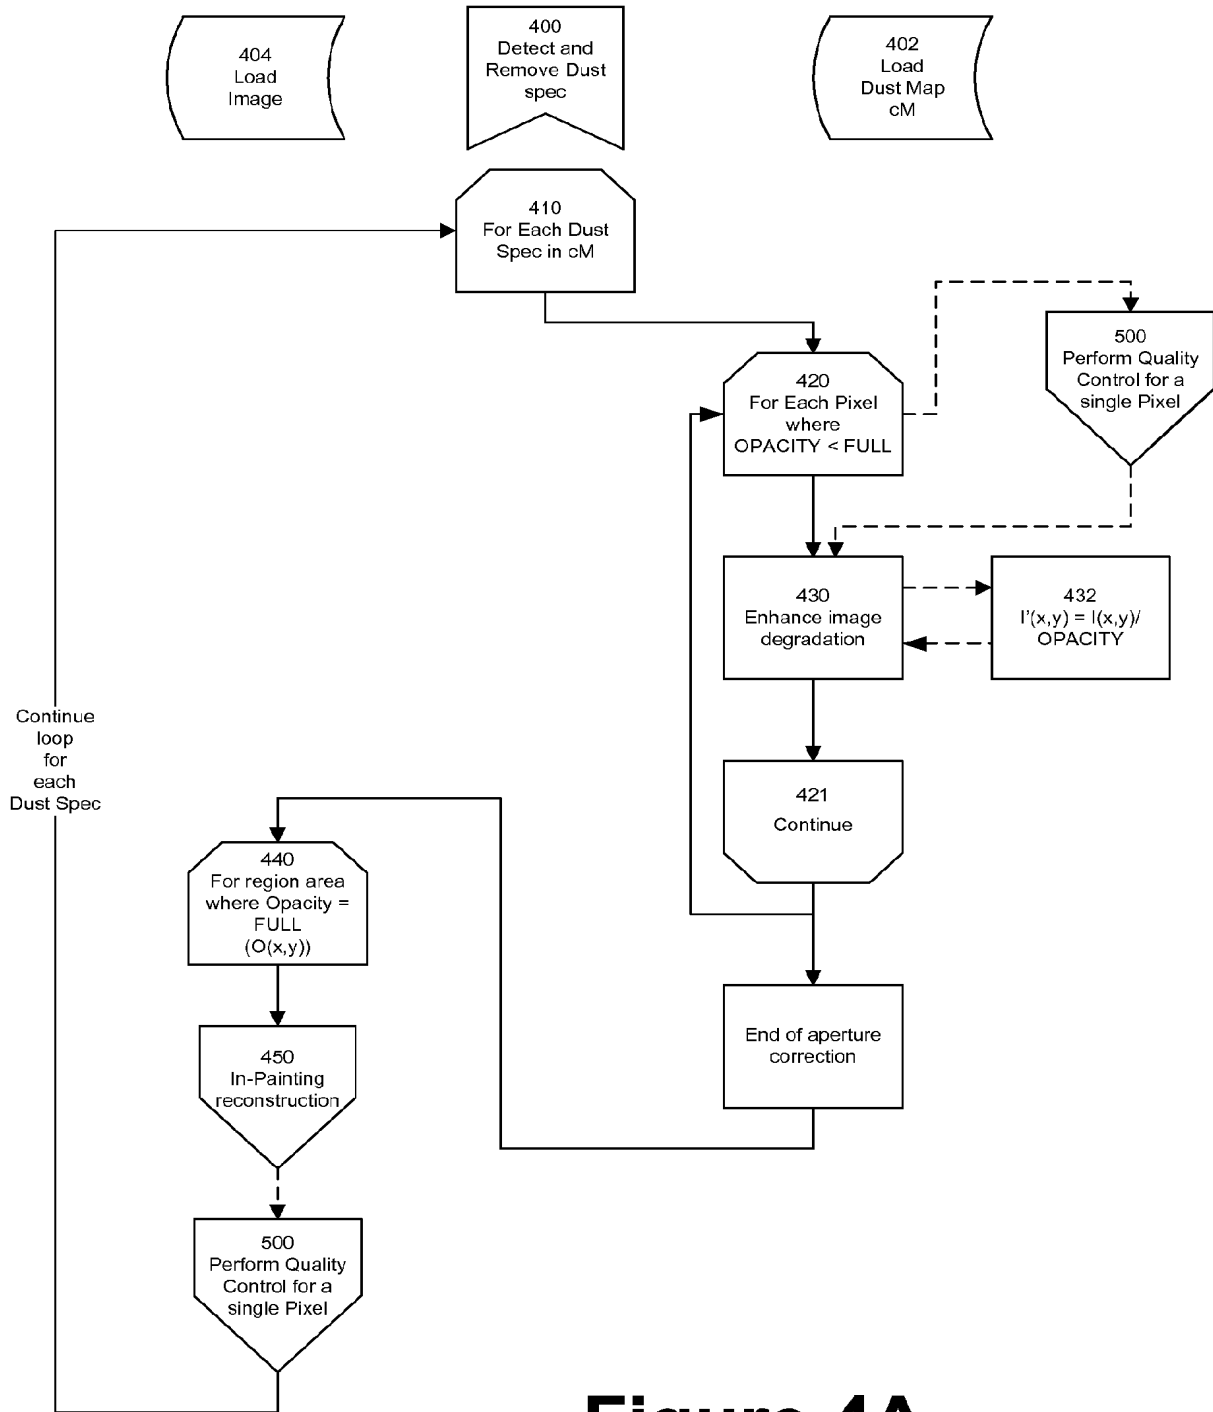 404
Load
Image
400
Detect and
Remove Dust
spec
402
Load
Dust Map
cM
410
For Each Dust
Spec in cM
420
For Each Pixel
where
OPACITY < FULL
500
Perform Quality
Control for a
single Pixel
430
Enhance image
degradation
432
I'(x,y) = I(x,y)/
OPACITY
421
Continue
Continue
loop
for
each
Dust Spec
440
For region area
where Opacity =
FULL
(O(x,y))
End of aperture
correction
450
In-Painting
reconstruction
500
Perform Quality
Control for a
single Pixel
Figure 4A